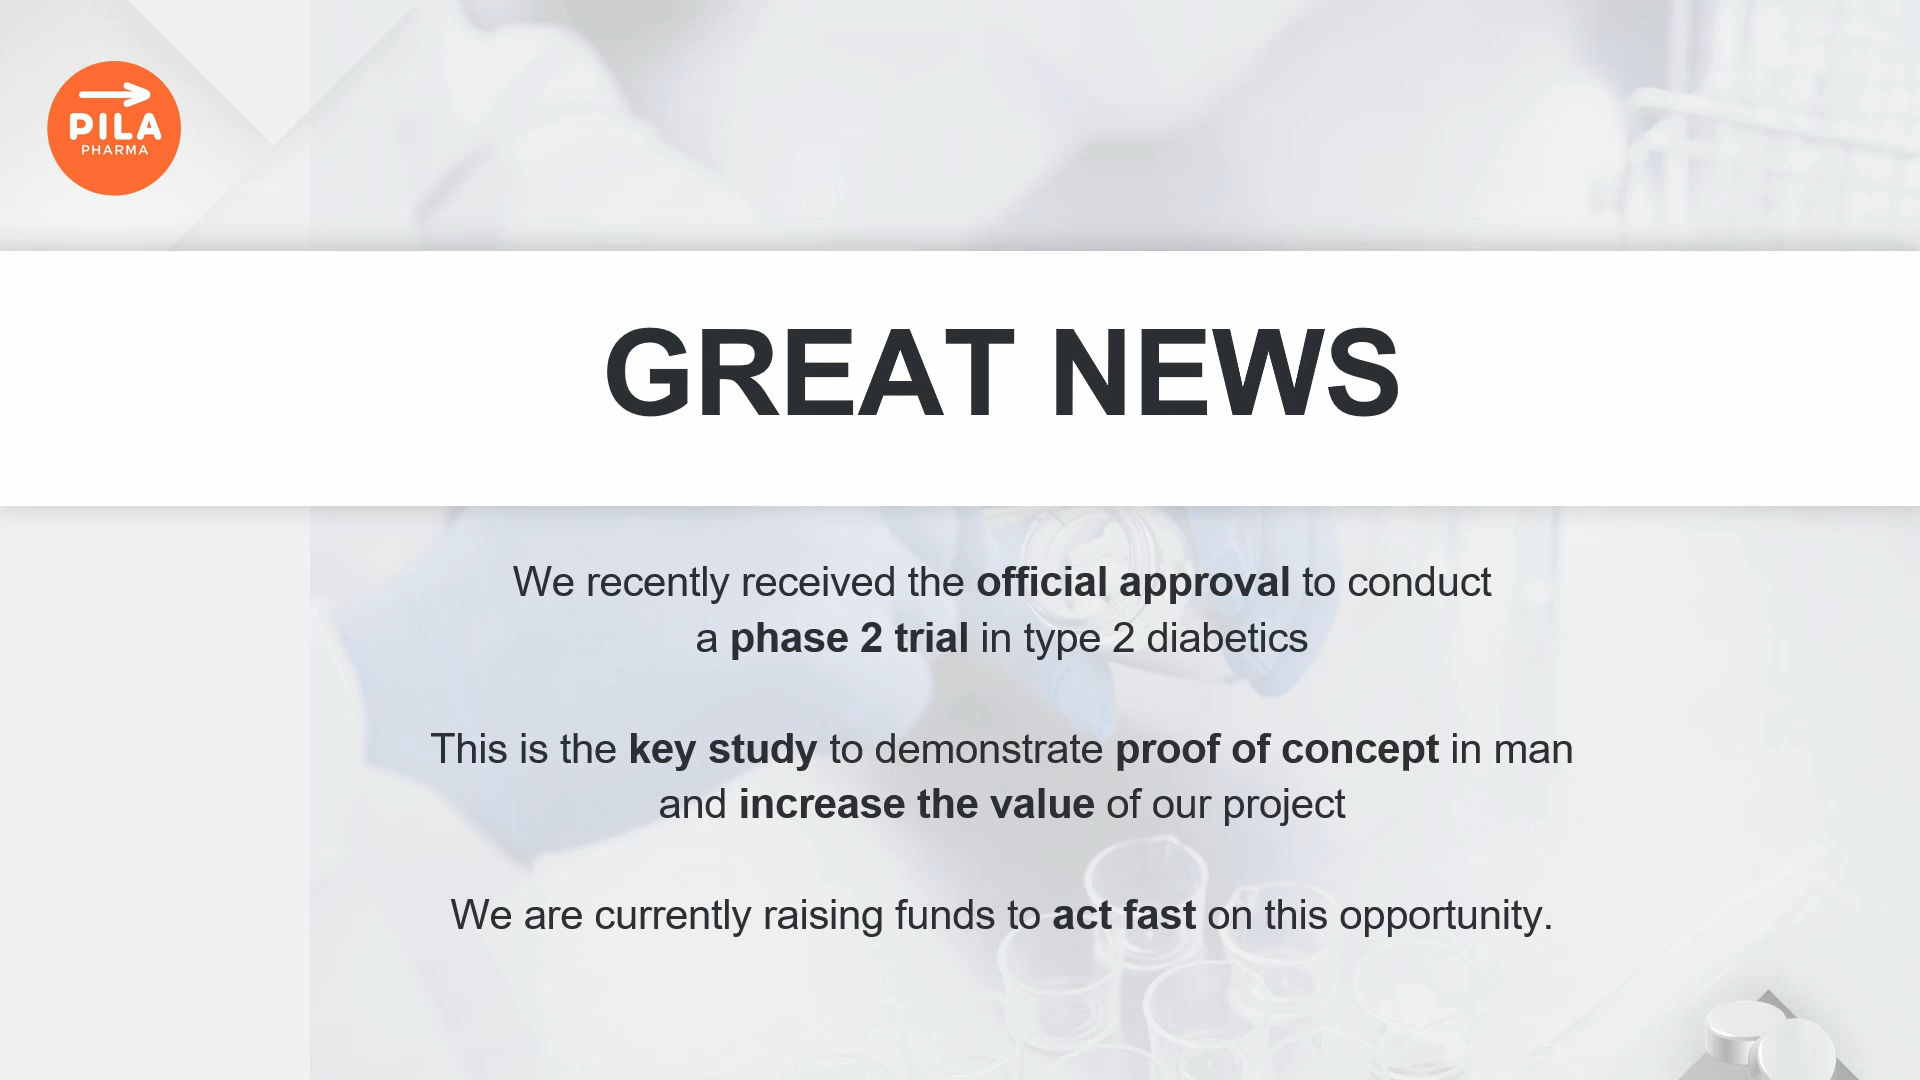 PILA
PHARMA
GREAT NEWS
We recently received the official approval to conduct
a phase 2 trial in type 2 diabetics
This is the key study to demonstrate proof of concept in man
and increase the value of our project
We are currently raising funds to act fast on this opportunity.